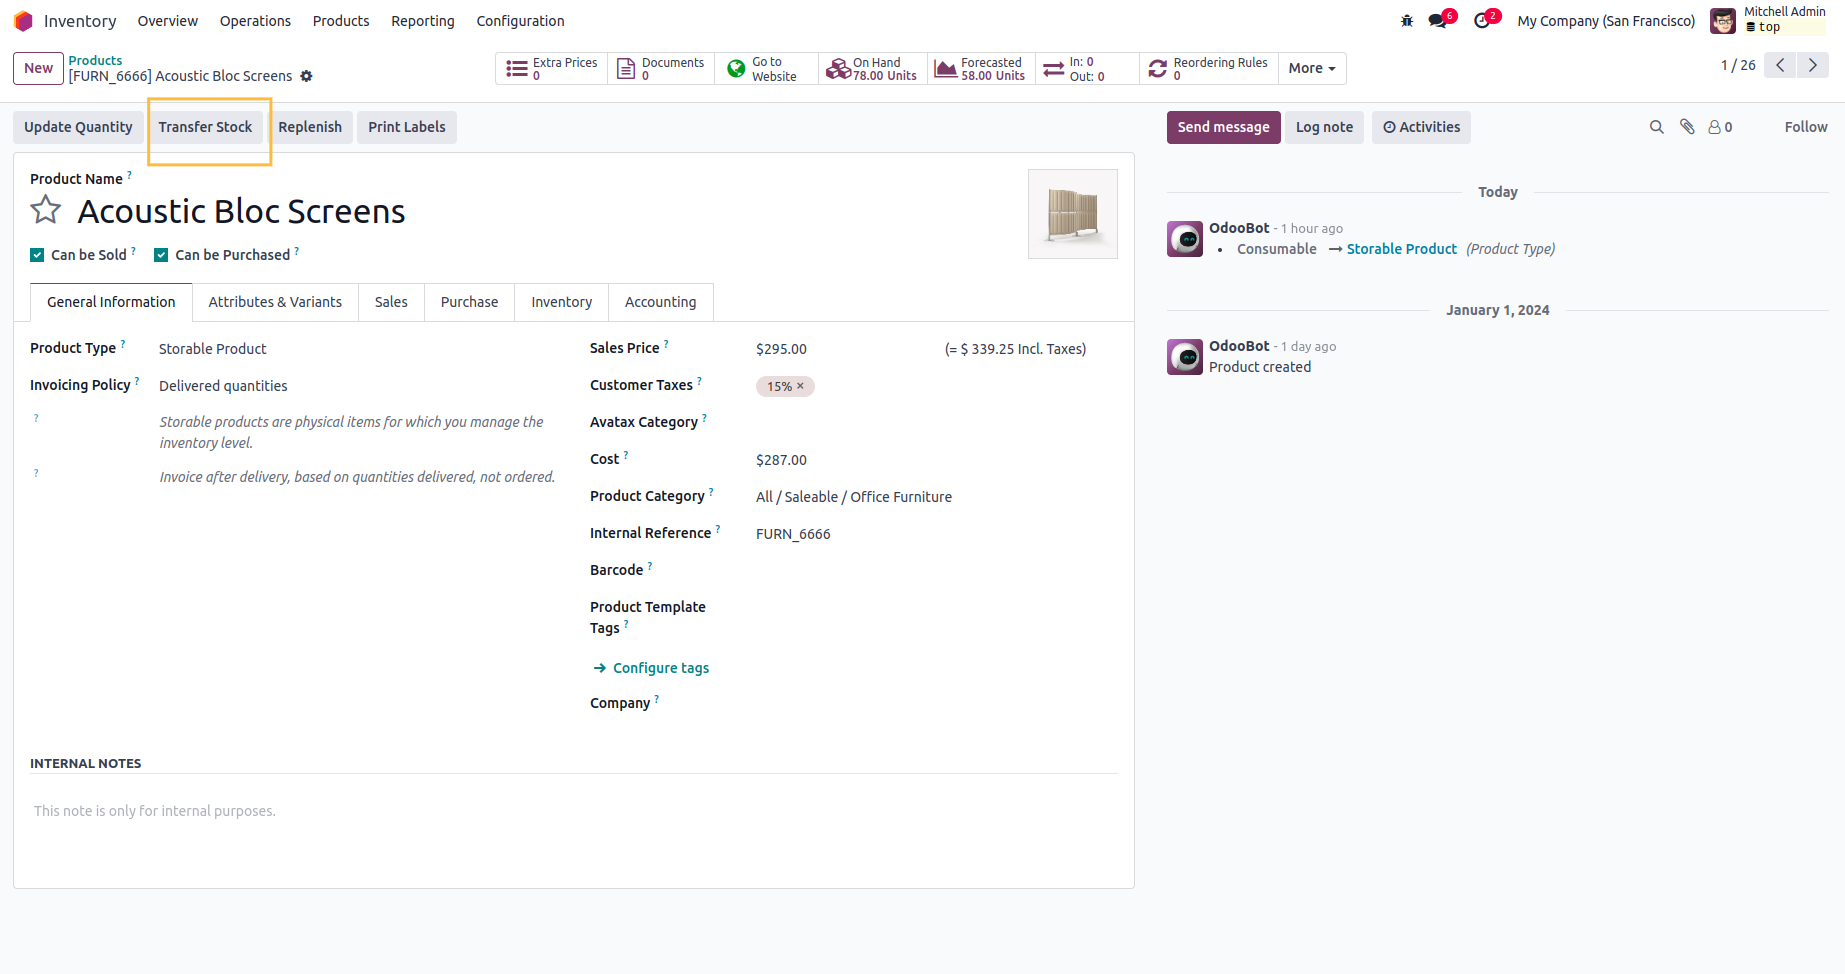 Inventory Overview Operations Products Reporting Configuration 6 2 My Company (San Francisco) Mitchell Admin
top
New Products
[FURN_6666] Acoustic Bloc Screens
Extra Prices
0
Documents
0
Go to
Website
On Hand
78.00 Units
Forecasted
58.00 Units
In: 0
Out: 0
Reordering Rules
0
More
1 / 26
Update Quantity Transfer Stock Replenish Print Labels
Send message Log note Activities 0 Follow
Product Name ?
Acoustic Bloc Screens
Can be Sold ? Can be Purchased ?
General Information Attributes & Variants Sales Purchase Inventory Accounting
Product Type ? Storable Product
Invoicing Policy ? Delivered quantities
? Storable products are physical items for which you manage the
inventory level.
? Invoice after delivery, based on quantities delivered, not ordered.
Sales Price ? $295.00 (= $ 339.25 Incl. Taxes)
Customer Taxes ? 15% ×
Avatax Category ?
Cost ? $287.00
Product Category ? All / Saleable / Office Furniture
Internal Reference ? FURN_6666
Barcode ?
Product Template
Tags ?
→ Configure tags
Company ?
INTERNAL NOTES
This note is only for internal purposes.
Today
OdooBot - 1 hour ago
• Consumable → Storable Product (Product Type)
January 1, 2024
OdooBot - 1 day ago
Product created